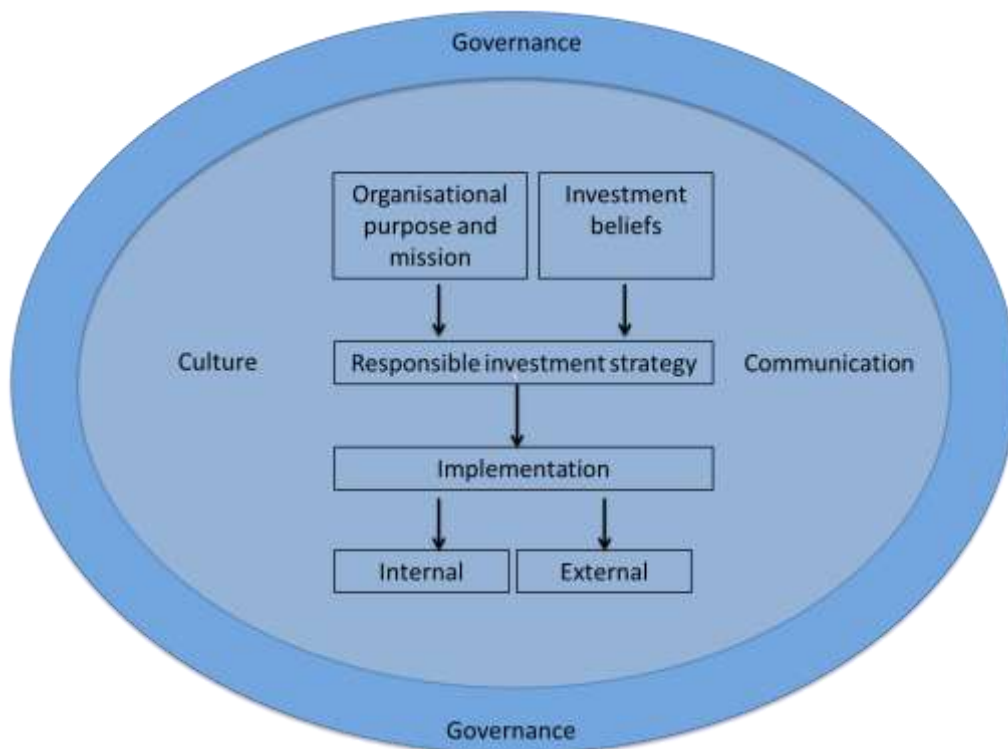 Governance
Organisational
purpose and
mission
Investment
beliefs
Culture
Responsible investment strategy
Communication
Implementation
Internal
External
Governance